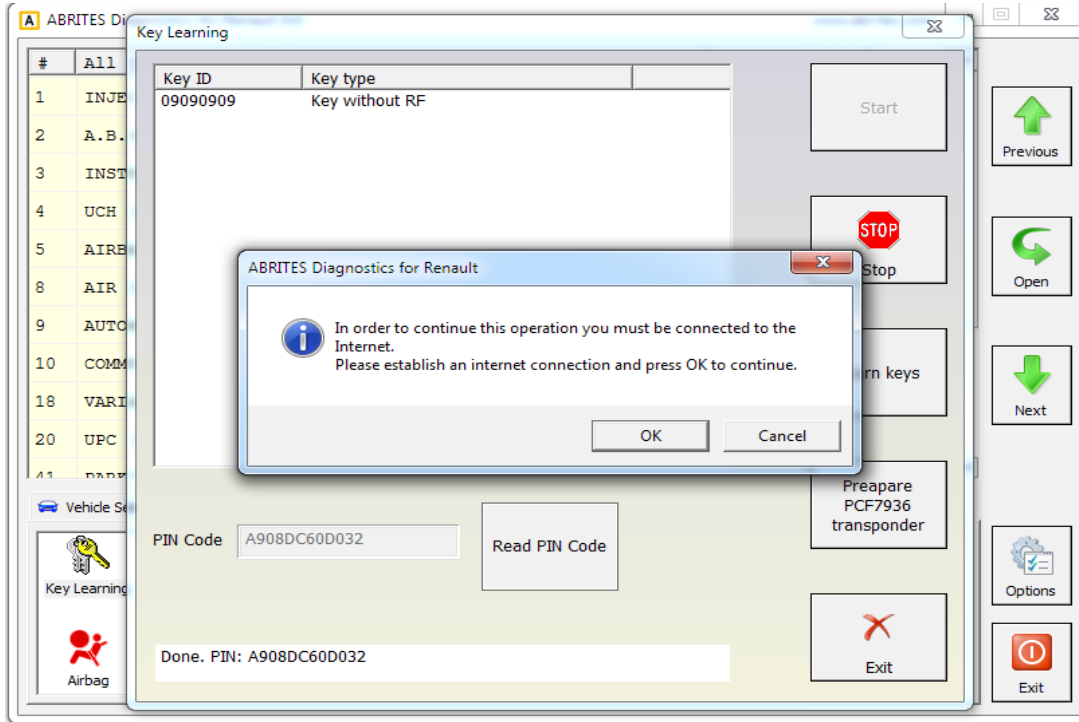 ABRITES Di
Key Learning
# All
1 INJE
2 A.B.
3 INST
4 UCH
5 AIRB
8 AIR
9 AUTO
10 COMM
18 VARI
20 UPC
41 PARK
Vehicle Se
Key Learning
Airbag
Key ID Key type
09090909 Key without RF
ABRITES Diagnostics for Renault
In order to continue this operation you must be connected to the
Internet.
Please establish an internet connection and press OK to continue.
OK Cancel
PIN Code A908DC60D032 Read PIN Code
Done. PIN: A908DC60D032
Start
STOP
Stop
rn keys
Preapare
PCF7936
transponder
Exit
Previous
Open
Next
Options
Exit